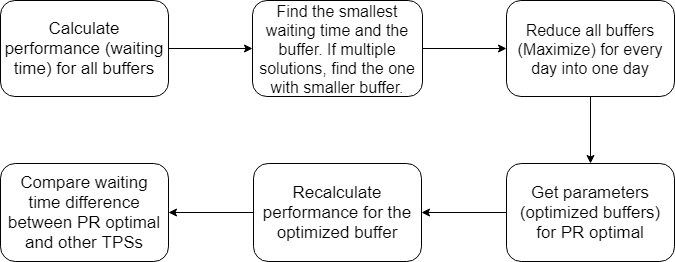 Calculate
performance (waiting
time) for all buffers
Find the smallest
waiting time and the
buffer. If multiple
solutions, find the one
with smaller buffer.
Reduce all buffers
(Maximize) for every
day into one day
Get parameters
(optimized buffers)
for PR optimal
Recalculate
performance for the
optimized buffer
Compare waiting
time difference
between PR optimal
and other TPSs